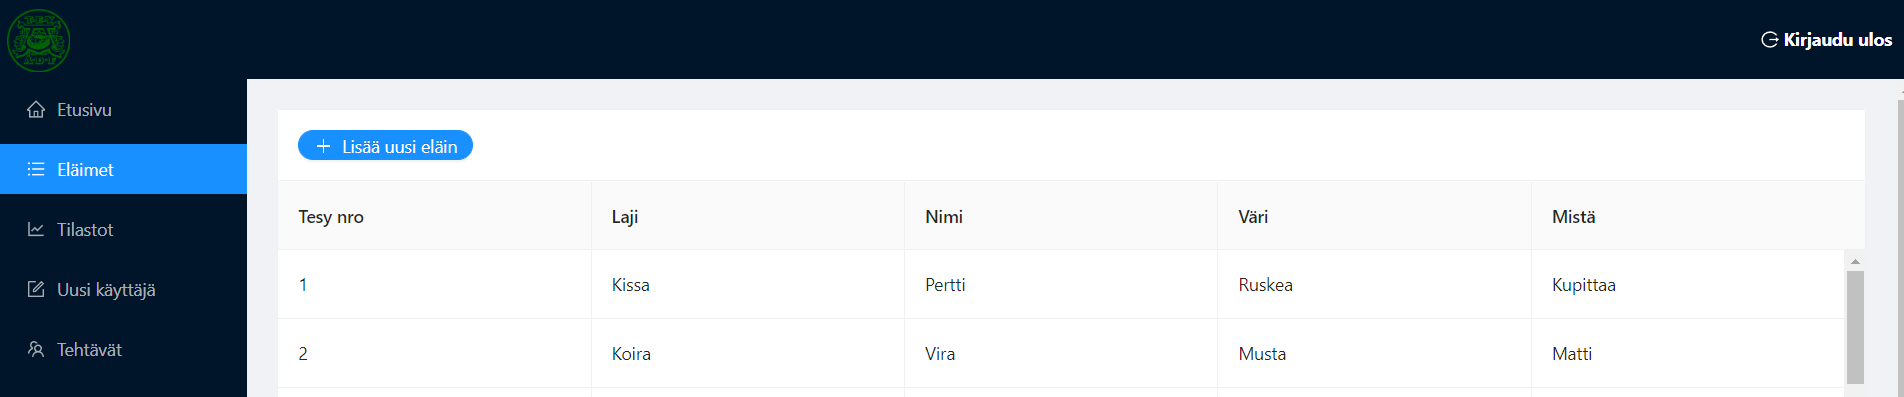 Kirjaudu ulos
Etusivu
Eläimet
Tilastot
Uusi käyttäjä
Tehtävät
Lisää uusi eläin
Tesy nro Laji Nimi Väri Mistä
1 Kissa Pertti Ruskea Kupittaa
2 Koira Vira Musta Matti